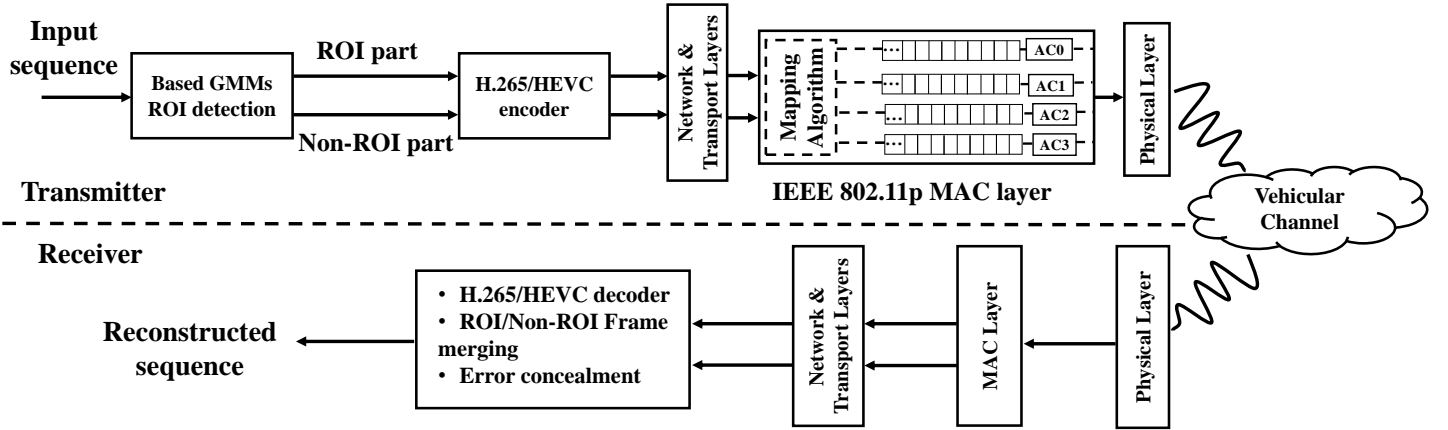 Input
sequence
Based GMMs
ROI detection
ROI part
Non-ROI part
H.265/HEVC
encoder
Network &
Transport Layers
Mapping
Algorithm
... AC0
... AC1
... AC2
... AC3
IEEE 802.11p MAC layer
Physical Layer
Transmitter
Vehicular
Channel
Receiver
Physical Layer
MAC Layer
Network &
Transport Layers
• H.265/HEVC decoder
• ROI/Non-ROI Frame
merging
• Error concealment
Reconstructed
sequence